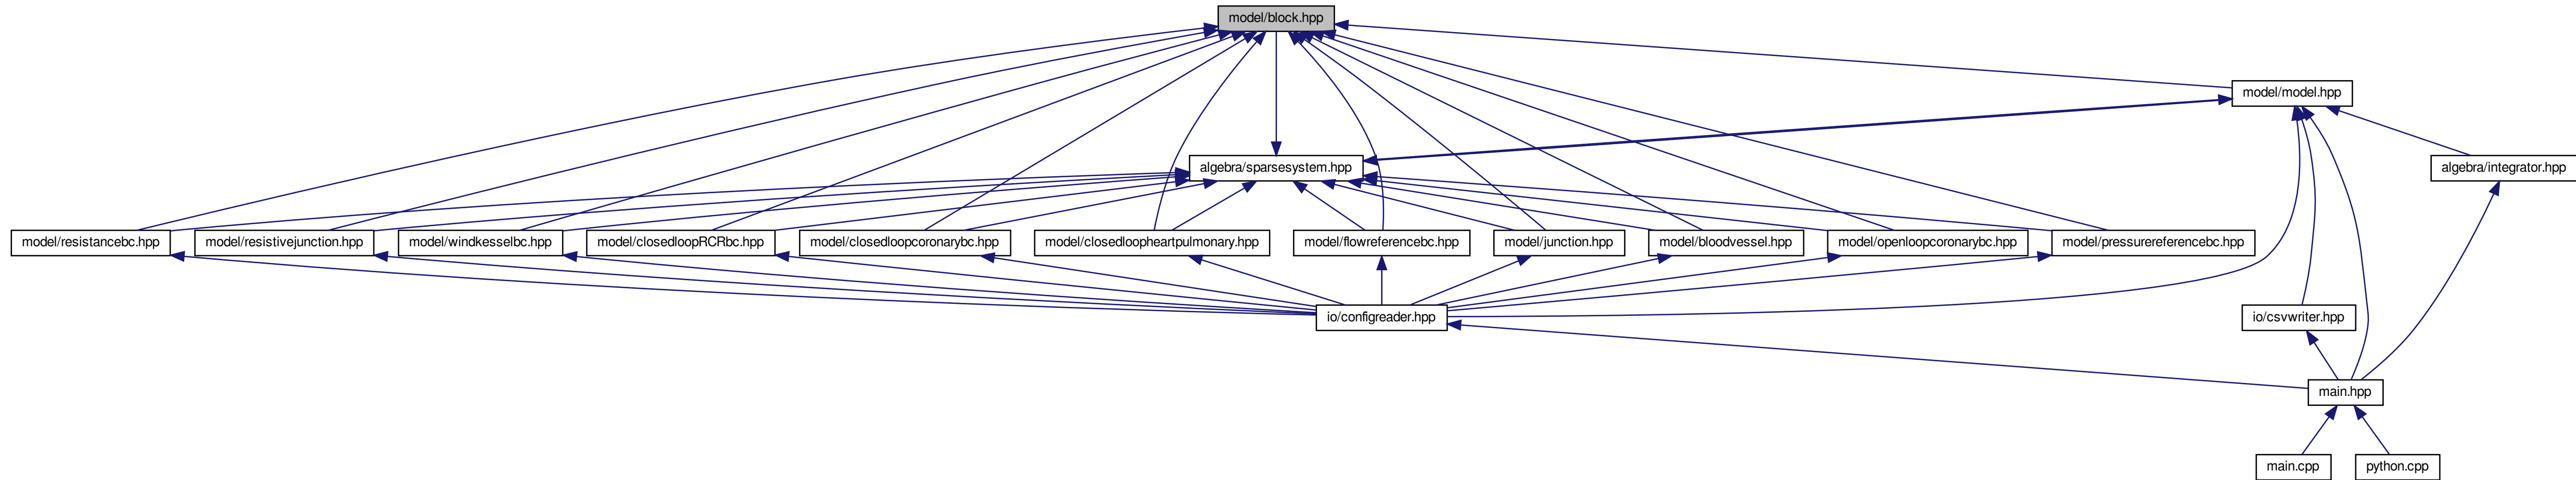 model/block.hpp
model/model.hpp
algebra/sparsesystem.hpp
algebra/integrator.hpp
model/resistancebc.hpp
model/resistivejunction.hpp
model/windkesselbc.hpp
model/closedloopRCRbc.hpp
model/closedloopcoronarybc.hpp
model/closedloopheartpulmonary.hpp
model/flowreferencebc.hpp
model/junction.hpp
model/bloodvessel.hpp
model/openloopcoronarybc.hpp
model/pressurereferencebc.hpp
io/configreader.hpp
io/csvwriter.hpp
main.hpp
main.cpp
python.cpp